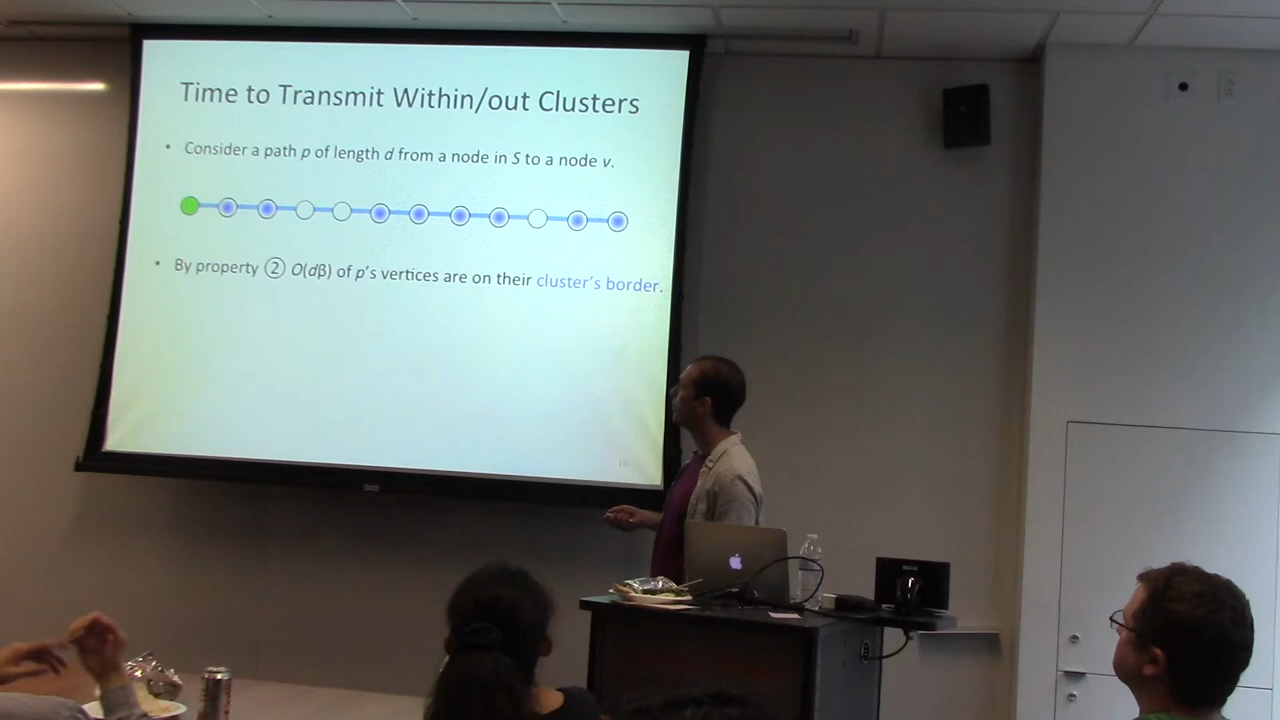 Time to Transmit Within/out Clusters
• Consider a path p of length d from a node in S to a node v.
• By property ② O(dβ) of p's vertices are on their cluster's border.